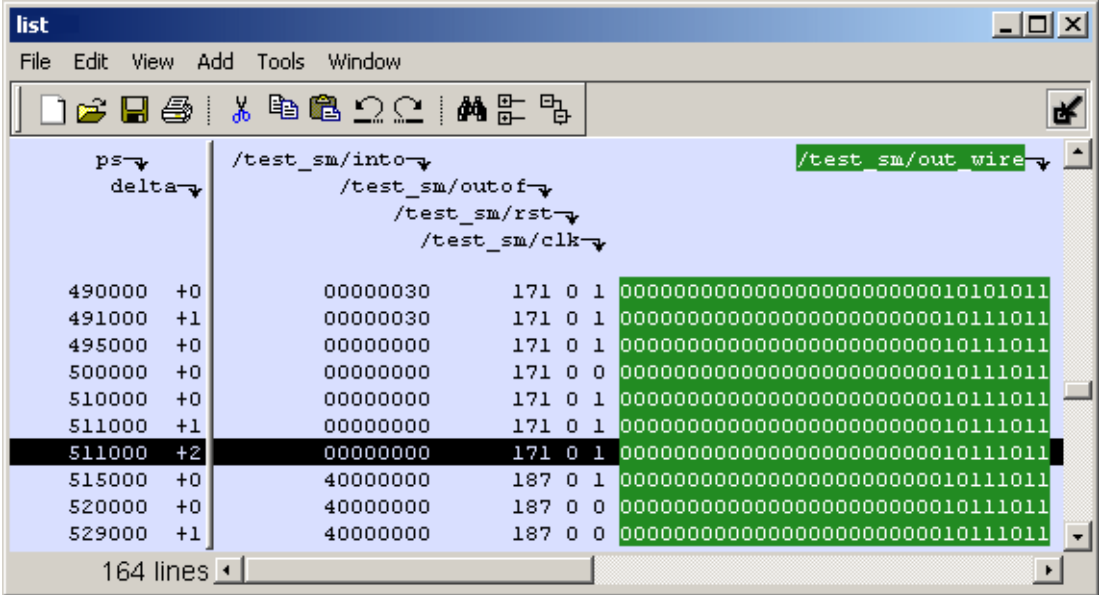 list
File Edit View Add Tools Window
ps /test_sm/into /test_sm/out_wire
delta /test_sm/outof
/test_sm/rst
/test_sm/clk
490000 +0 00000030 171 0 1 00000000000000000000000010101011
491000 +1 00000030 171 0 1 00000000000000000000000010111011
495000 +0 00000000 171 0 1 00000000000000000000000010111011
500000 +0 00000000 171 0 0 00000000000000000000000010111011
510000 +0 00000000 171 0 1 00000000000000000000000010111011
511000 +1 00000000 171 0 1 00000000000000000000000010111011
511000 +2 00000000 171 0 1 00000000000000000000000010111011
515000 +0 40000000 187 0 1 00000000000000000000000010111011
520000 +0 40000000 187 0 0 00000000000000000000000010111011
529000 +1 40000000 187 0 0 00000000000000000000000010111011
164 lines